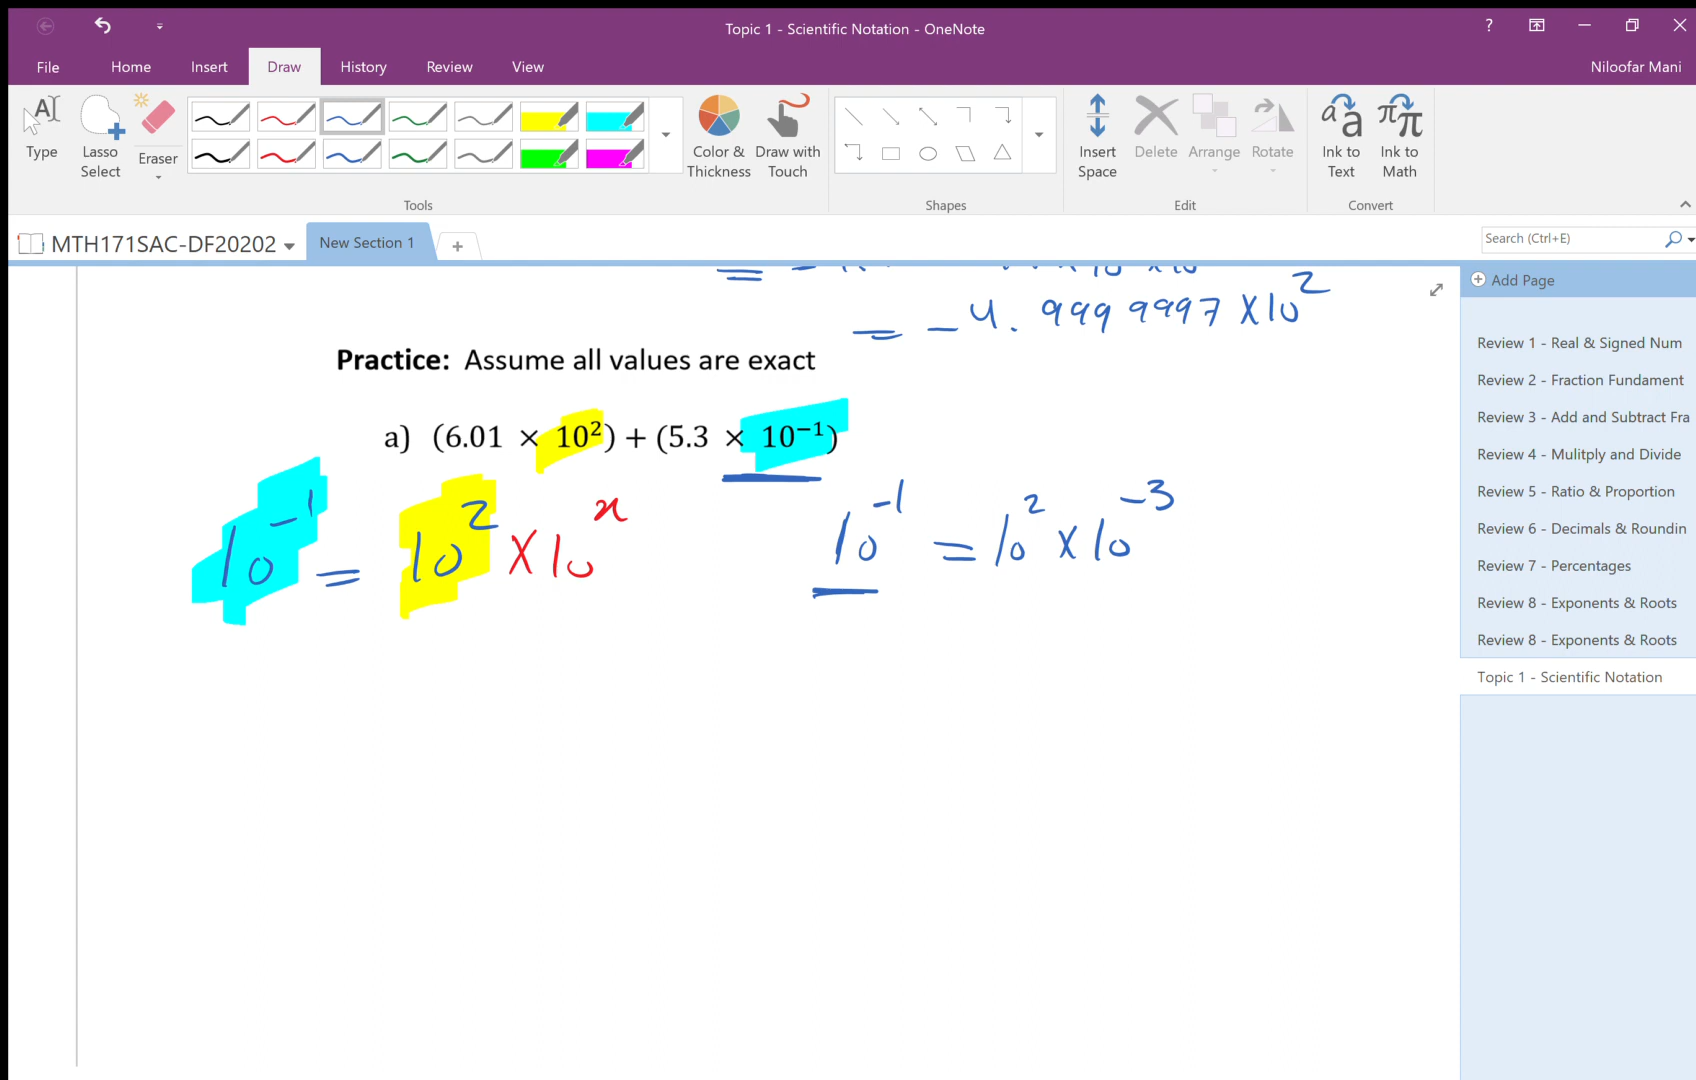 Topic 1 - Scientific Notation - OneNote
?
File Home Insert Draw History Review View Niloofar Mani
Type Lasso Select Eraser Color & Thickness Draw with Touch Insert Space Delete Arrange Rotate Ink to Text Ink to Math
Tools Shapes Edit Convert
MTH171SAC-DF20202 New Section 1 + Search (Ctrl+E)
Add Page
Review 1 - Real & Signed Num
Review 2 - Fraction Fundament
Review 3 - Add and Subtract Fra
Review 4 - Mulitply and Divide
Review 5 - Ratio & Proportion
Review 6 - Decimals & Roundin
Review 7 - Percentages
Review 8 - Exponents & Roots
Review 8 - Exponents & Roots
Topic 1 - Scientific Notation
= -4.9999997 × 10²
Practice: Assume all values are exact
a) (6.01 × 10²) + (5.3 × 10⁻¹)
10⁻¹ = 10² × 10ˣ
10⁻¹ = 10² × 10⁻³